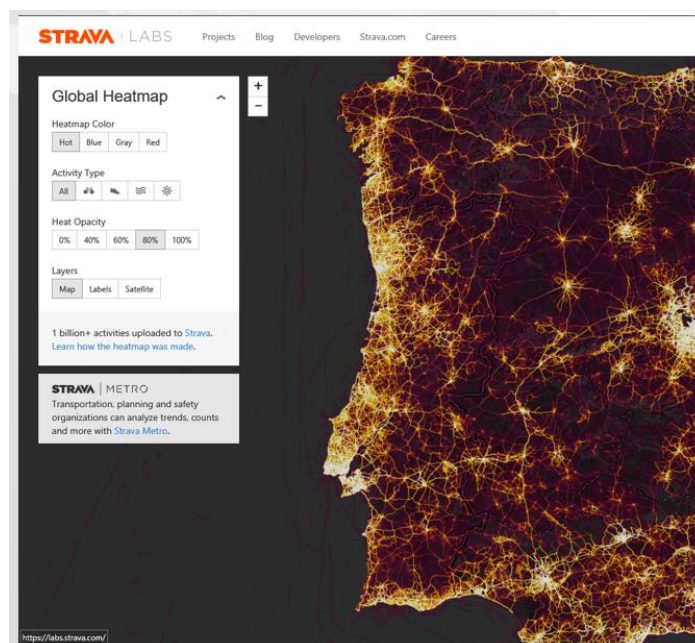 STRAVA LABS Projects Blog Developers Strava.com Careers
Global Heatmap
+
−
Heatmap Color
Hot Blue Gray Red
Activity Type
All
Heat Opacity
0% 40% 60% 80% 100%
Layers
Map Labels Satellite
1 billion+ activities uploaded to Strava.
Learn how the heatmap was made.
STRAVA | METRO
Transportation, planning and safety
organizations can analyze trends, counts
and more with Strava Metro.
https://labs.strava.com/